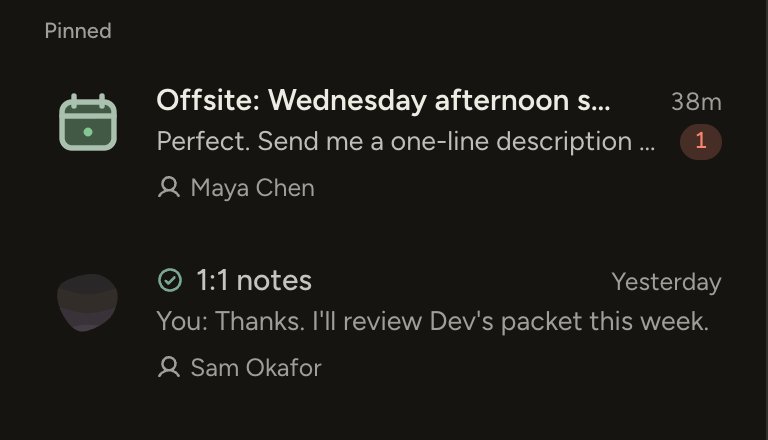 Pinned
Offsite: Wednesday afternoon s... 38m
Perfect. Send me a one-line description ... 1
Maya Chen
1:1 notes Yesterday
You: Thanks. I'll review Dev's packet this week.
Sam Okafor